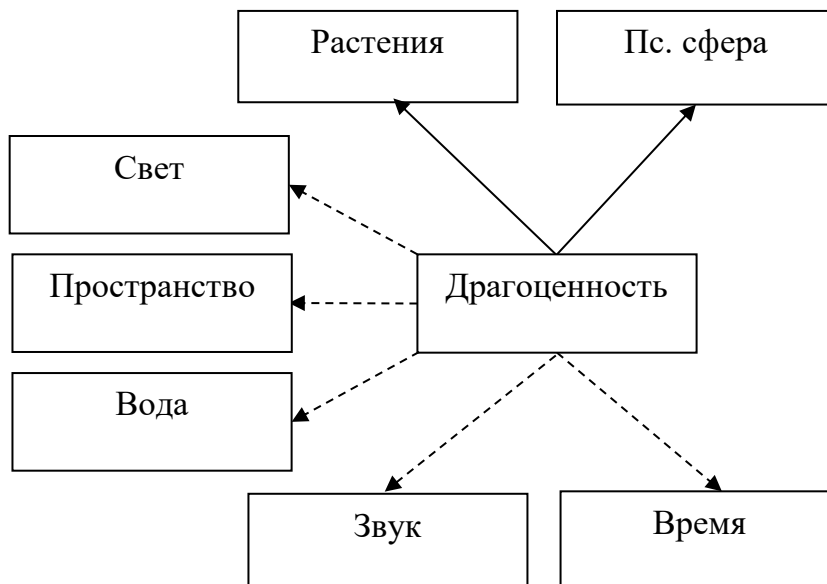 Растения
Пс. сфера
Свет
Пространство
Драгоценность
Вода
Звук
Время